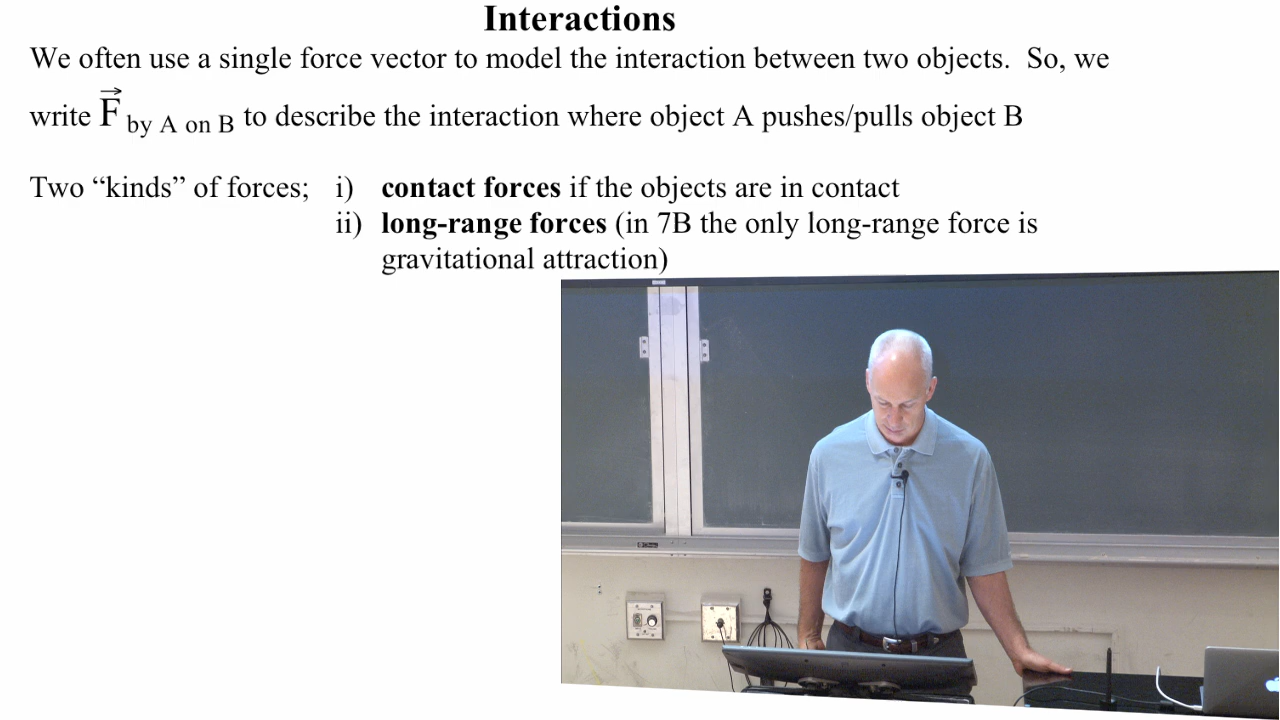 Interactions
We often use a single force vector to model the interaction between two objects. So, we
write F⃗ by A on B to describe the interaction where object A pushes/pulls object B
Two “kinds” of forces; i) contact forces if the objects are in contact
ii) long-range forces (in 7B the only long-range force is
gravitational attraction)